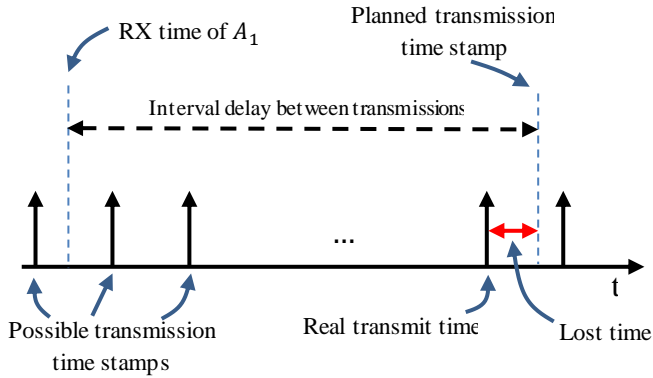 RX time of A₁
Planned transmission
time stamp
Interval delay between transmissions
...
t
Possible transmission
time stamps
Real transmit time
Lost time